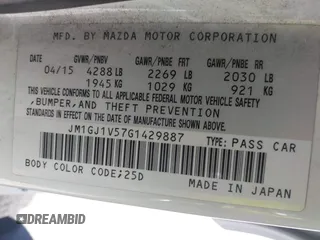 MFD. BY MAZDA MOTOR CORPORATION
GVWR/PNBV GAWR/PNBE FRT GAWR/PNBE RR
04/15 4288 LB 2269 LB 2030 LB
1945 KG 1029 KG 921 KG
THIS VEHICLE CONFORMS TO ALL
APPLICABLE FEDERAL MOTOR VEHICLE SAFETY
,BUMPER,AND THEFT PREVENTION
STANDARDS IN EFFECT ON THE DATE OF
MANUFACTURE SHOWN ABOVE.
JM1GJ1V57G1429887 TYPE: PASS CAR
BODY COLOR CODE;25D
MADE IN JAPAN
DREAMBID